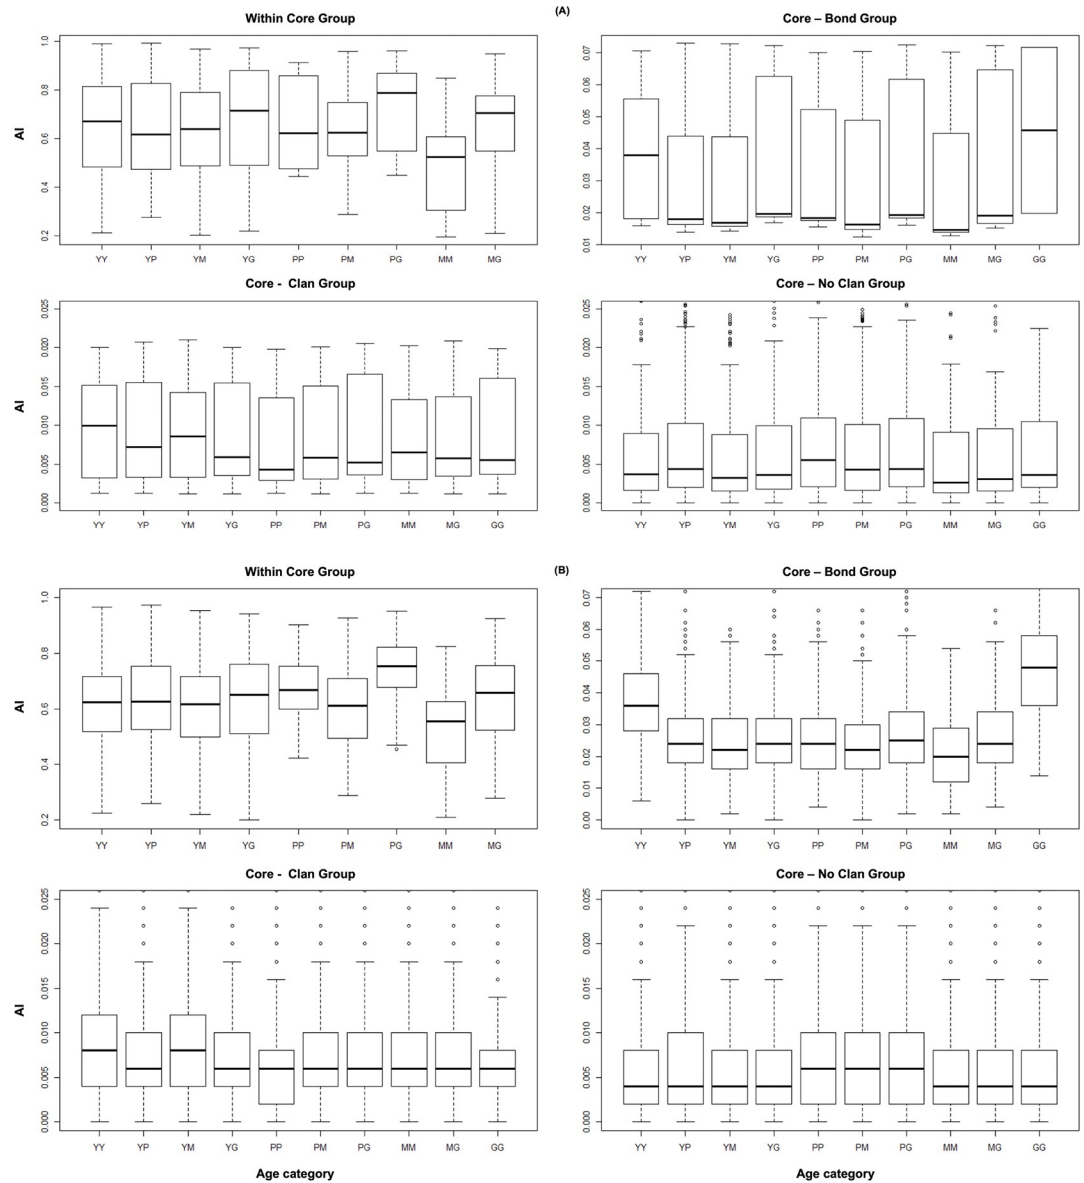 (A)
Within Core Group
Core – Bond Group
AI
1.0
0.8
0.6
0.4
0.2
YY YP YM YG PP PM PG MM MG
0.07
0.06
0.05
0.04
0.03
0.02
0.01
YY YP YM YG PP PM PG MM MG GG
Core - Clan Group
Core – No Clan Group
AI
0.025
0.020
0.015
0.010
0.005
0.000
YY YP YM YG PP PM PG MM MG GG
0.025
0.020
0.015
0.010
0.005
0.000
YY YP YM YG PP PM PG MM MG GG
(B)
Within Core Group
Core – Bond Group
AI
1.0
0.8
0.6
0.4
0.2
YY YP YM YG PP PM PG MM MG
0.07
0.06
0.05
0.04
0.03
0.02
0.01
0.00
YY YP YM YG PP PM PG MM MG GG
Core - Clan Group
Core – No Clan Group
AI
0.025
0.020
0.015
0.010
0.005
0.000
YY YP YM YG PP PM PG MM MG GG
Age category
0.025
0.020
0.015
0.010
0.005
0.000
YY YP YM YG PP PM PG MM MG GG
Age category